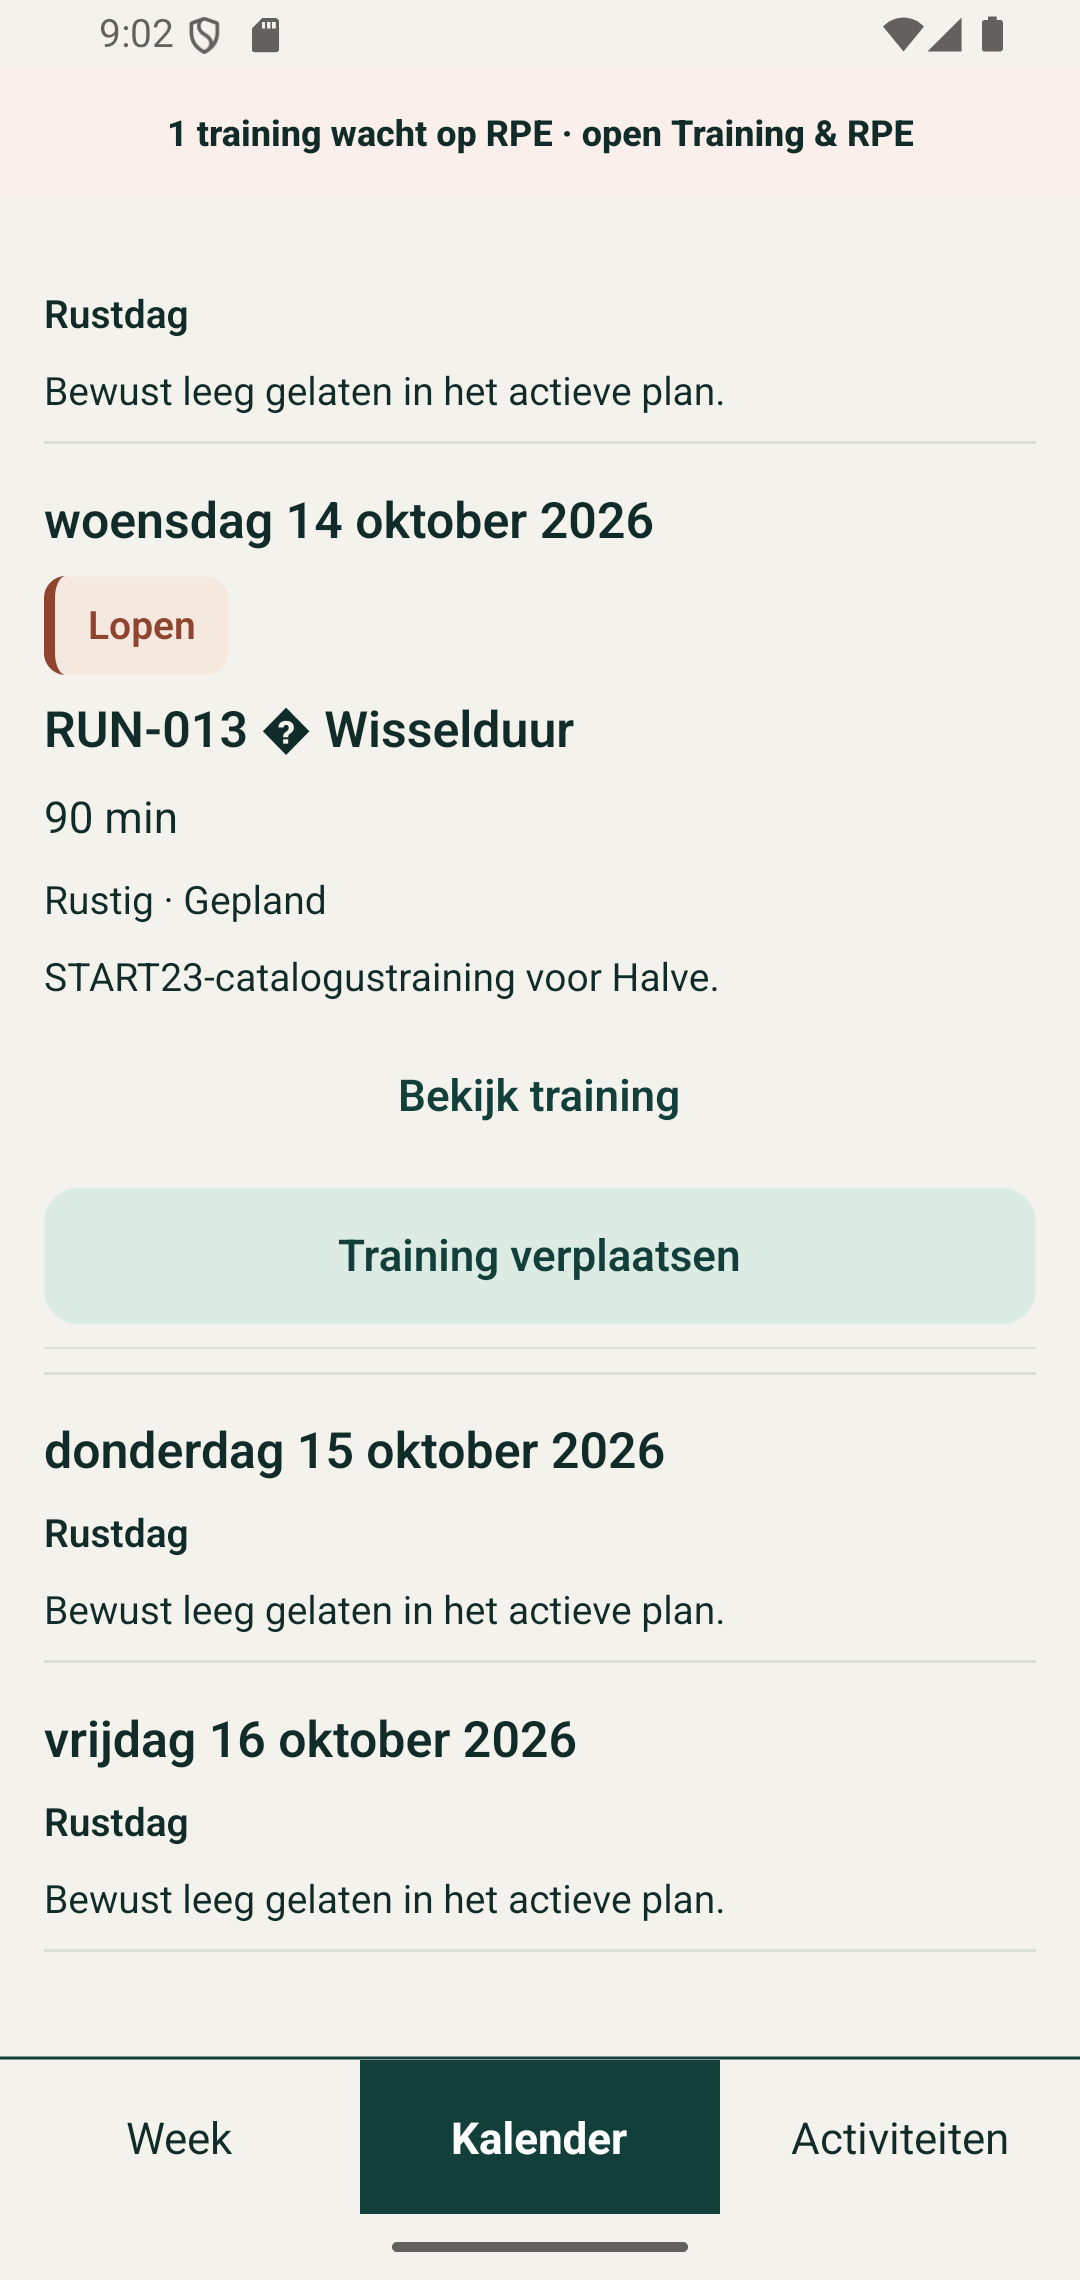 9:02
1 training wacht op RPE · open Training & RPE
Rustdag
Bewust leeg gelaten in het actieve plan.
woensdag 14 oktober 2026
Lopen
RUN-013 � Wisselduur
90 min
Rustig · Gepland
START23-catalogustraining voor Halve.
Bekijk training
Training verplaatsen
donderdag 15 oktober 2026
Rustdag
Bewust leeg gelaten in het actieve plan.
vrijdag 16 oktober 2026
Rustdag
Bewust leeg gelaten in het actieve plan.
Week
Kalender
Activiteiten